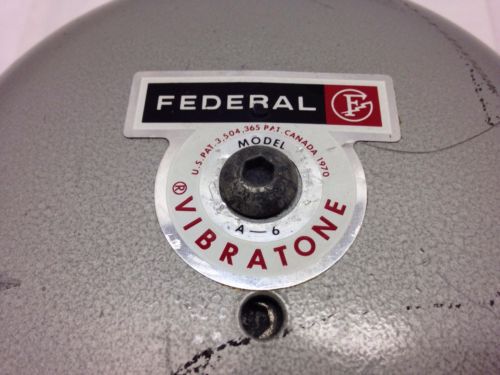 FEDERAL
U.S. PAT. 3,504,365 PAT. CANADA 1970
MODEL
A-6
VIBRATONE®